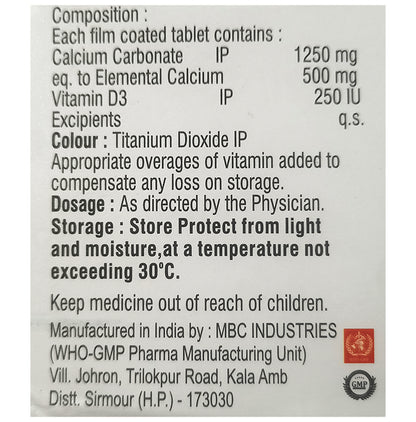 Composition :
Each film coated tablet contains :
Calcium Carbonate IP 1250 mg
eq. to Elemental Calcium 500 mg
Vitamin D3 IP 250 IU
Excipients q.s.
Colour : Titanium Dioxide IP
Appropriate overages of vitamin added to
compensate any loss on storage.
Dosage : As directed by the Physician.
Storage : Store Protect from light
and moisture,at a temperature not
exceeding 30°C.
Keep medicine out of reach of children.
Manufactured in India by : MBC INDUSTRIES
(WHO-GMP Pharma Manufacturing Unit)
Vill. Johron, Trilokpur Road, Kala Amb
GMP
Distt. Sirmour (H.P.) - 173030